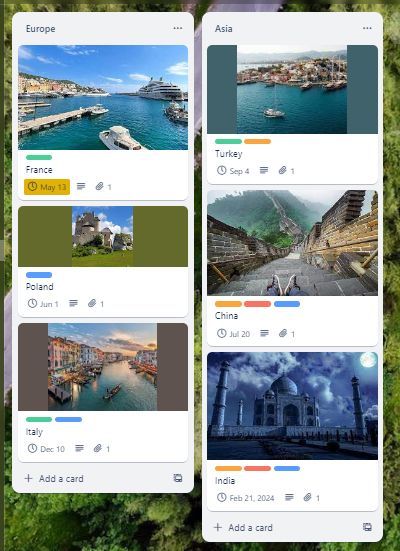 Europe
France
May 13
1
Poland
Jun 1
1
Italy
Dec 10
1
Add a card
Asia
Turkey
Sep 4
1
China
Jul 20
1
India
Feb 21, 2024
1
Add a card